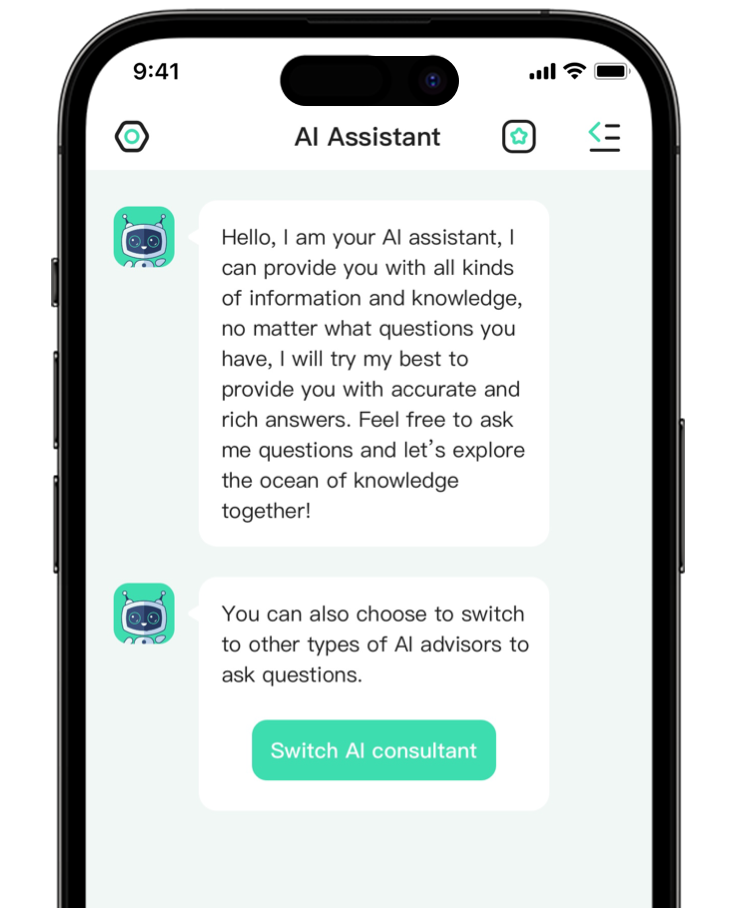 9:41
AI Assistant
Hello, I am your AI assistant, I
can provide you with all kinds
of information and knowledge,
no matter what questions you
have, I will try my best to
provide you with accurate and
rich answers. Feel free to ask
me questions and let’s explore
the ocean of knowledge
together!
You can also choose to switch
to other types of AI advisors to
ask questions.
Switch AI consultant